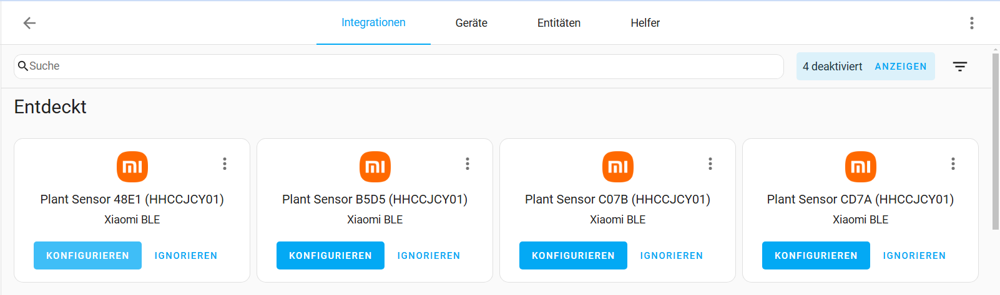 Integrationen Geräte Entitäten Helfer
Suche 4 deaktiviert ANZEIGEN
Entdeckt
Plant Sensor 48E1 (HHCCJCY01)
Xiaomi BLE
KONFIGURIEREN IGNORIEREN
Plant Sensor B5D5 (HHCCJCY01)
Xiaomi BLE
KONFIGURIEREN IGNORIEREN
Plant Sensor C07B (HHCCJCY01)
Xiaomi BLE
KONFIGURIEREN IGNORIEREN
Plant Sensor CD7A (HHCCJCY01)
Xiaomi BLE
KONFIGURIEREN IGNORIEREN